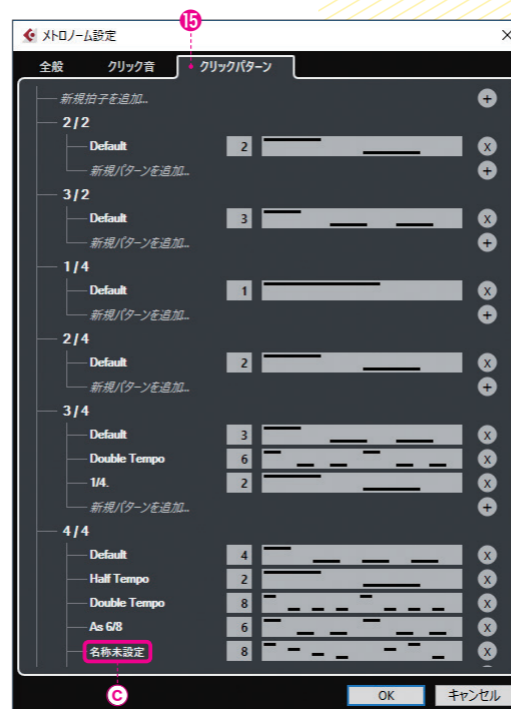 ⑮
メトロノーム設定
全般 クリック音 クリックパターン
新規拍子を追加...
2/2
Default 2
新規パターンを追加...
3/2
Default 3
新規パターンを追加...
1/4
Default 1
新規パターンを追加...
2/4
Default 2
新規パターンを追加...
3/4
Default 3
Double Tempo 6
1/4. 2
新規パターンを追加...
4/4
Default 4
Half Tempo 2
Double Tempo 8
As 6/8 6
名称未設定 8
Ⓒ
OK キャンセル